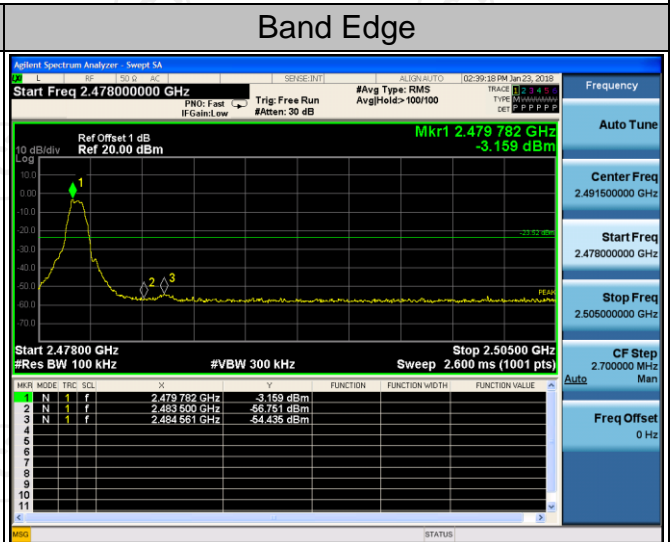 Band Edge
Agilent Spectrum Analyzer - Swept SA
L RF 50 Ω AC SENSE:INT ALIGN AUTO 02:39:18 PM Jan 23, 2018
Start Freq 2.478000000 GHz
PNO: Fast
IFGain:Low
Trig: Free Run
#Atten: 30 dB
#Avg Type: RMS
Avg|Hold:> 100/100
TRACE 1 2 3 4 5 6
TYPE M
DET P P P P P P
Ref Offset 1 dB
10 dB/div Ref 20.00 dBm
Log
Mkr1 2.479 782 GHz
-3.159 dBm
10.0
0.00
-10.0
-20.0
-30.0
-40.0
-50.0
-60.0
-70.0
1
2
3
-23.52 dBm
PEAK
Start 2.47800 GHz Stop 2.50500 GHz
#Res BW 100 kHz #VBW 300 kHz Sweep 2.600 ms (1001 pts)
MKR MODE TRC SCL X Y FUNCTION FUNCTION WIDTH FUNCTION VALUE
1 N 1 f 2.479 782 GHz -3.159 dBm
2 N 1 f 2.483 500 GHz -56.751 dBm
3 N 1 f 2.484 561 GHz -54.435 dBm
4
5
6
7
8
9
10
11
MSG STATUS
Frequency
Auto Tune
Center Freq
2.491500000 GHz
Start Freq
2.478000000 GHz
Stop Freq
2.505000000 GHz
CF Step
2.700000 MHz
Auto Man
Freq Offset
0 Hz